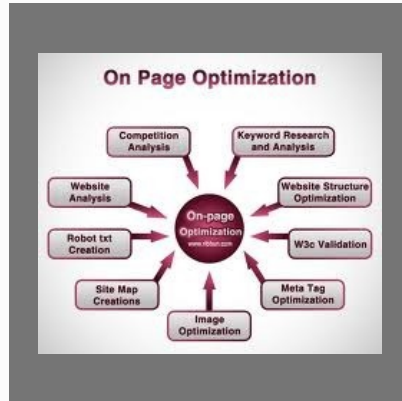 On Page Optimization
Competition
Analysis
Keyword Research
and Analysis
Website
Analysis
Website Structure
Optimization
On-page
Optimization
Robot txt
Creation
W3c Validation
Site Map
Creations
Meta Tag
Optimization
Image
Optimization